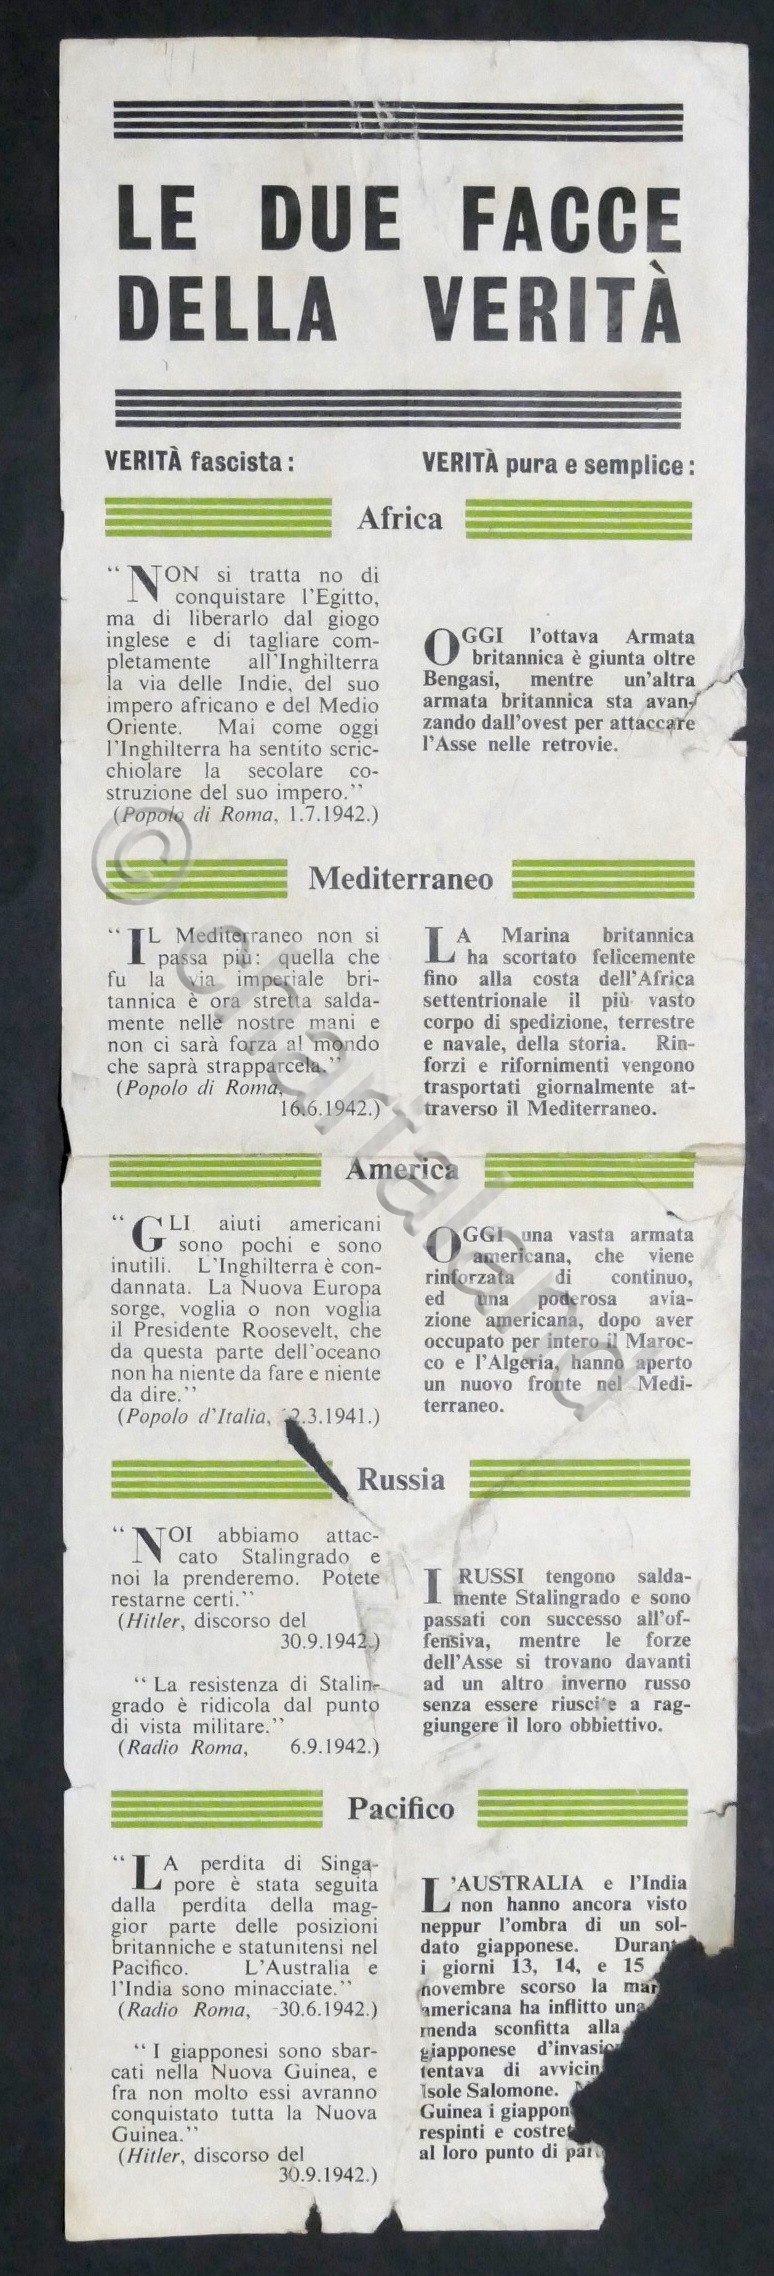 LE DUE FACCE
DELLA VERITÀ
VERITÀ fascista:
VERITÀ pura e semplice:
Africa
“NON si tratta no di
conquistare l'Egitto,
ma di liberarlo dal giogo
inglese e di tagliare com-
pletamente all'Inghilterra
la via delle Indie, del suo
impero africano e del Medio
Oriente. Mai come oggi
l'Inghilterra ha sentito scric-
chiolare la secolare co-
struzione del suo impero.”
(Popolo di Roma, 1.7.1942.)
OGGI l'ottava Armata
britannica è giunta oltre
Bengasi, mentre un'altra
armata britannica sta avan-
zando dall'ovest per attaccare
l'Asse nelle retrovie.
Mediterraneo
“IL Mediterraneo non si
passa più: quella che
fu la via imperiale bri-
tannica è ora stretta salda-
mente nelle nostre mani e
non ci sarà forza al mondo
che saprà strapparcela.”
(Popolo di Roma,
16.6.1942.)
LA Marina britannica
ha scortato felicemente
fino alla costa dell'Africa
settentrionale il più vasto
corpo di spedizione, terrestre
e navale, della storia. Rin-
forzi e rifornimenti vengono
trasportati giornalmente at-
traverso il Mediterraneo.
America
“GLI aiuti americani
sono pochi e sono
inutili. L'Inghilterra è con-
dannata. La Nuova Europa
sorge, voglia o non voglia
il Presidente Roosevelt, che
da questa parte dell'oceano
non ha niente da fare e niente
da dire.”
(Popolo d'Italia, 2.3.1941.)
OGGI una vasta armata
americana, che viene
rinforzata di continuo,
ed una poderosa avia-
zione americana, dopo aver
occupato per intero il Maroc-
co e l'Algeria, hanno aperto
un nuovo fronte nel Medi-
terraneo.
Russia
“NOI abbiamo attac-
cato Stalingrado e
noi la prenderemo. Potete
restarne certi.”
(Hitler, discorso del
30.9.1942.)
“La resistenza di Stalin-
grado è ridicola dal punto
di vista militare.”
(Radio Roma, 6.9.1942.)
I RUSSI tengono salda-
mente Stalingrado e sono
passati con successo all'of-
fensiva, mentre le forze
dell'Asse si trovano davanti
ad un altro inverno russo
senza essere riuscite a rag-
giungere il loro obbiettivo.
Pacifico
“LA perdita di Singa-
pore è stata seguita
dalla perdita della mag-
gior parte delle posizioni
britanniche e statunitensi nel
Pacifico. L'Australia e
l'India sono minacciate.”
(Radio Roma, 30.6.1942.)
“I giapponesi sono sbar-
cati nella Nuova Guinea, e
fra non molto essi avranno
conquistato tutta la Nuova
Guinea.”
(Hitler, discorso del
30.9.1942.)
L'AUSTRALIA e l'India
non hanno ancora visto
neppur l'ombra di un sol-
dato giapponese. Durant
i giorni 13, 14, e 15
novembre scorso la mar
americana ha inflitto una
menda sconfitta alla
giapponese d'invasi
tentava di avvicin
Isole Salomone.
Guinea i giappon
respinti e costret
al loro punto di par
© chartaland